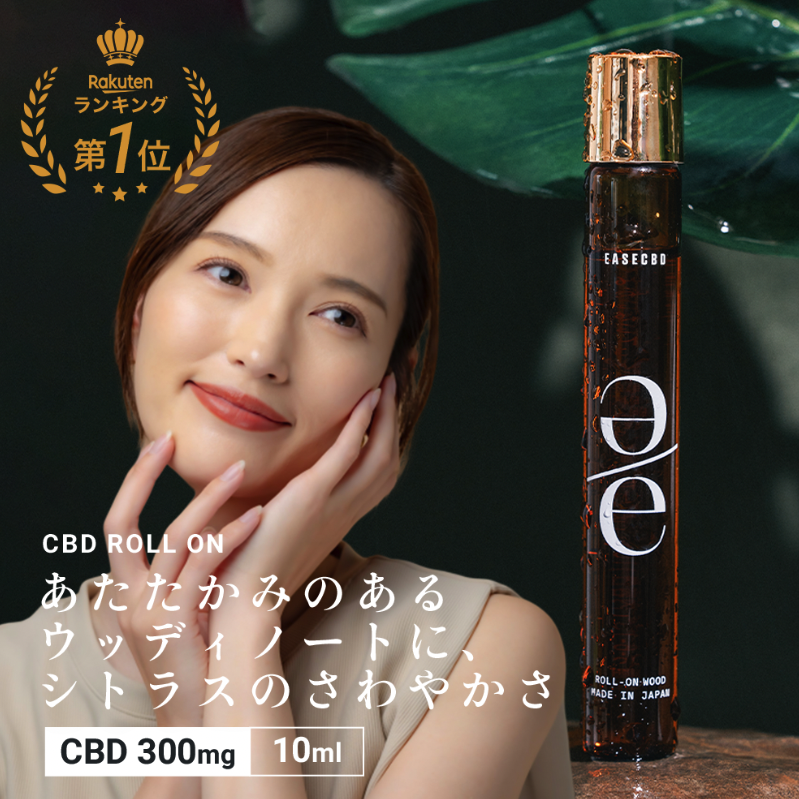 Rakuten
ランキング
第1位
EASECBD
ee
ROLL-ON WOOD
MADE IN JAPAN
CBD ROLL ON
あたたかみのある
ウッディノートに、
シトラスのさわやかさ
CBD 300mg 10ml